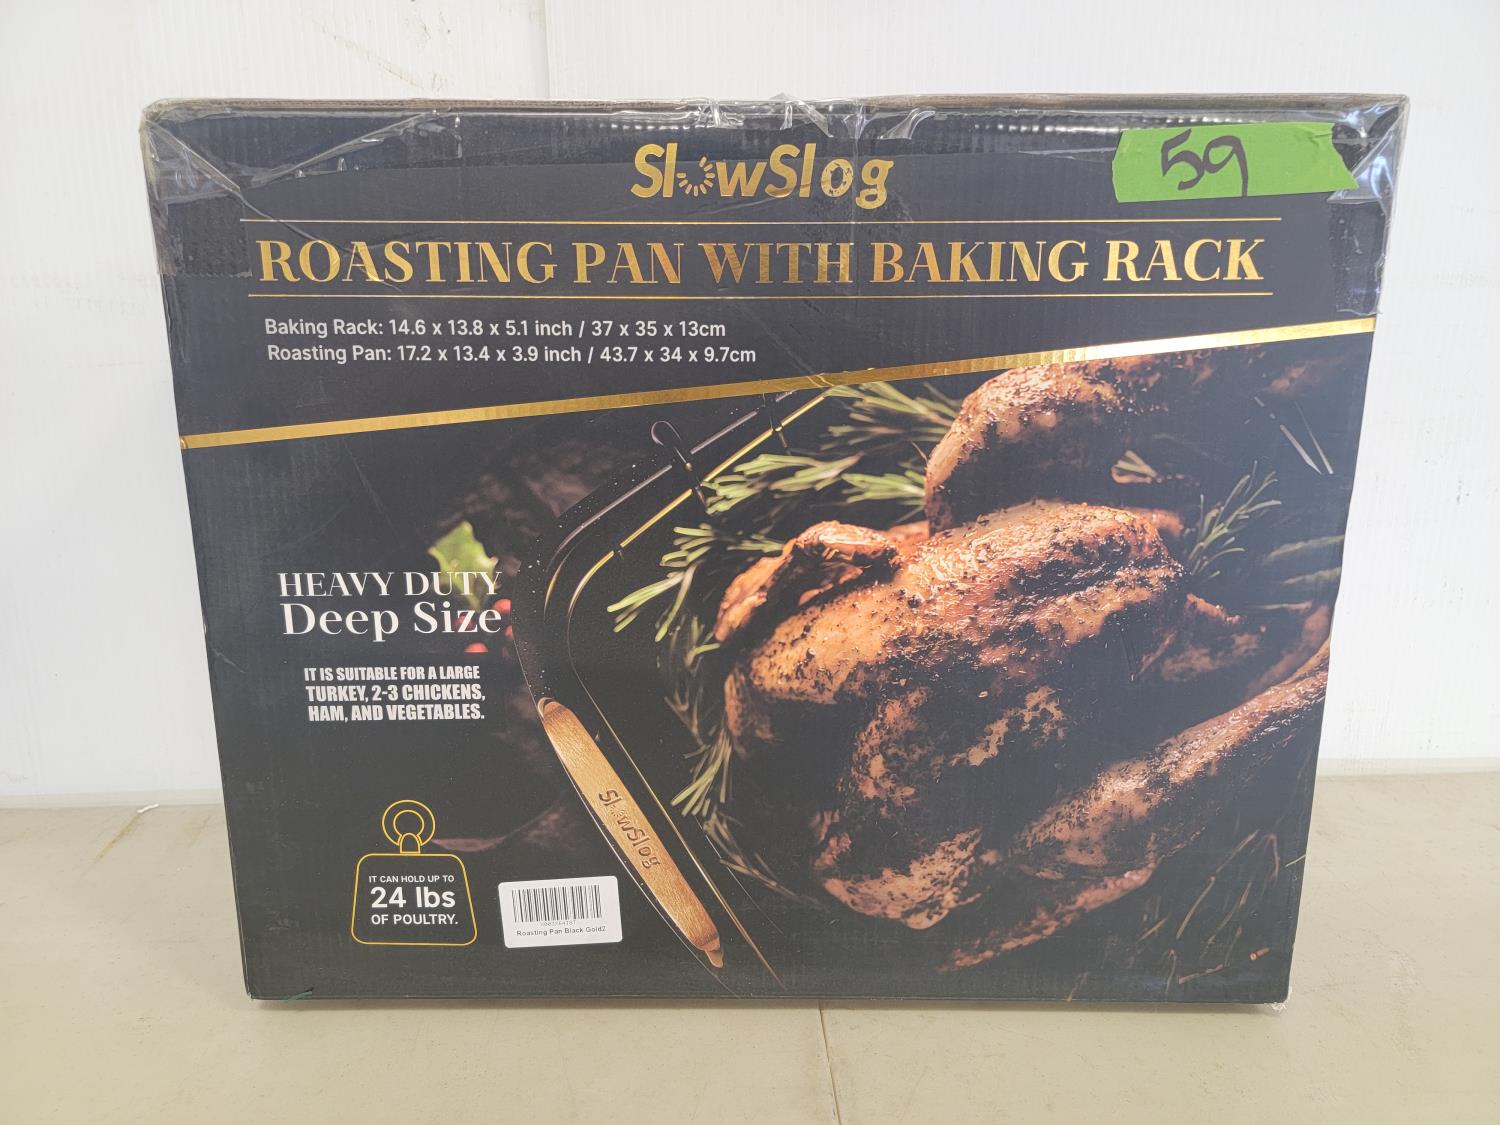 SlowSlog
59
ROASTING PAN WITH BAKING RACK
Baking Rack: 14.6 x 13.8 x 5.1 inch / 37 x 35 x 13cm
Roasting Pan: 17.2 x 13.4 x 3.9 inch / 43.7 x 34 x 9.7cm
HEAVY DUTY
Deep Size
IT IS SUITABLE FOR A LARGE
TURKEY, 2-3 CHICKENS,
HAM, AND VEGETABLES.
SlowSlog
IT CAN HOLD UP TO
24 lbs
OF POULTRY.
Roasting Pan Black Gold2